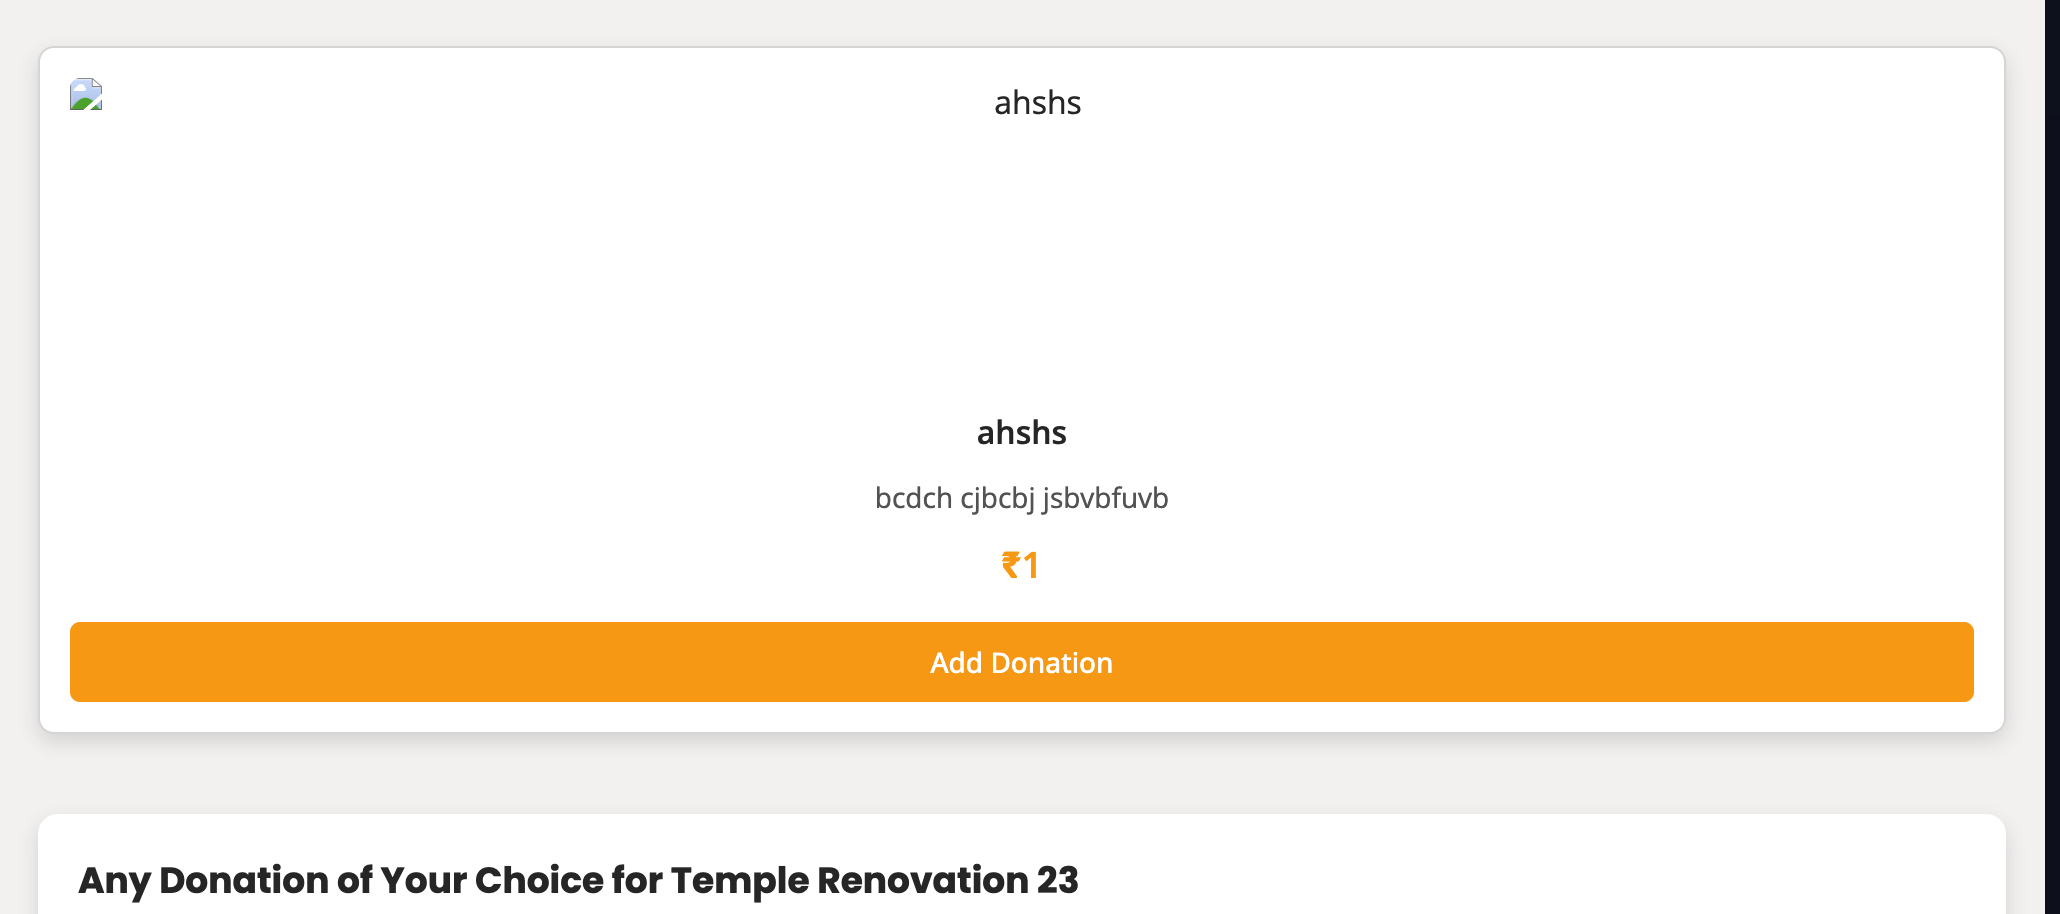 ahshs
ahshs
bcdch cjbcbj jsbvbfuvb
₹1
Add Donation
Any Donation of Your Choice for Temple Renovation 23